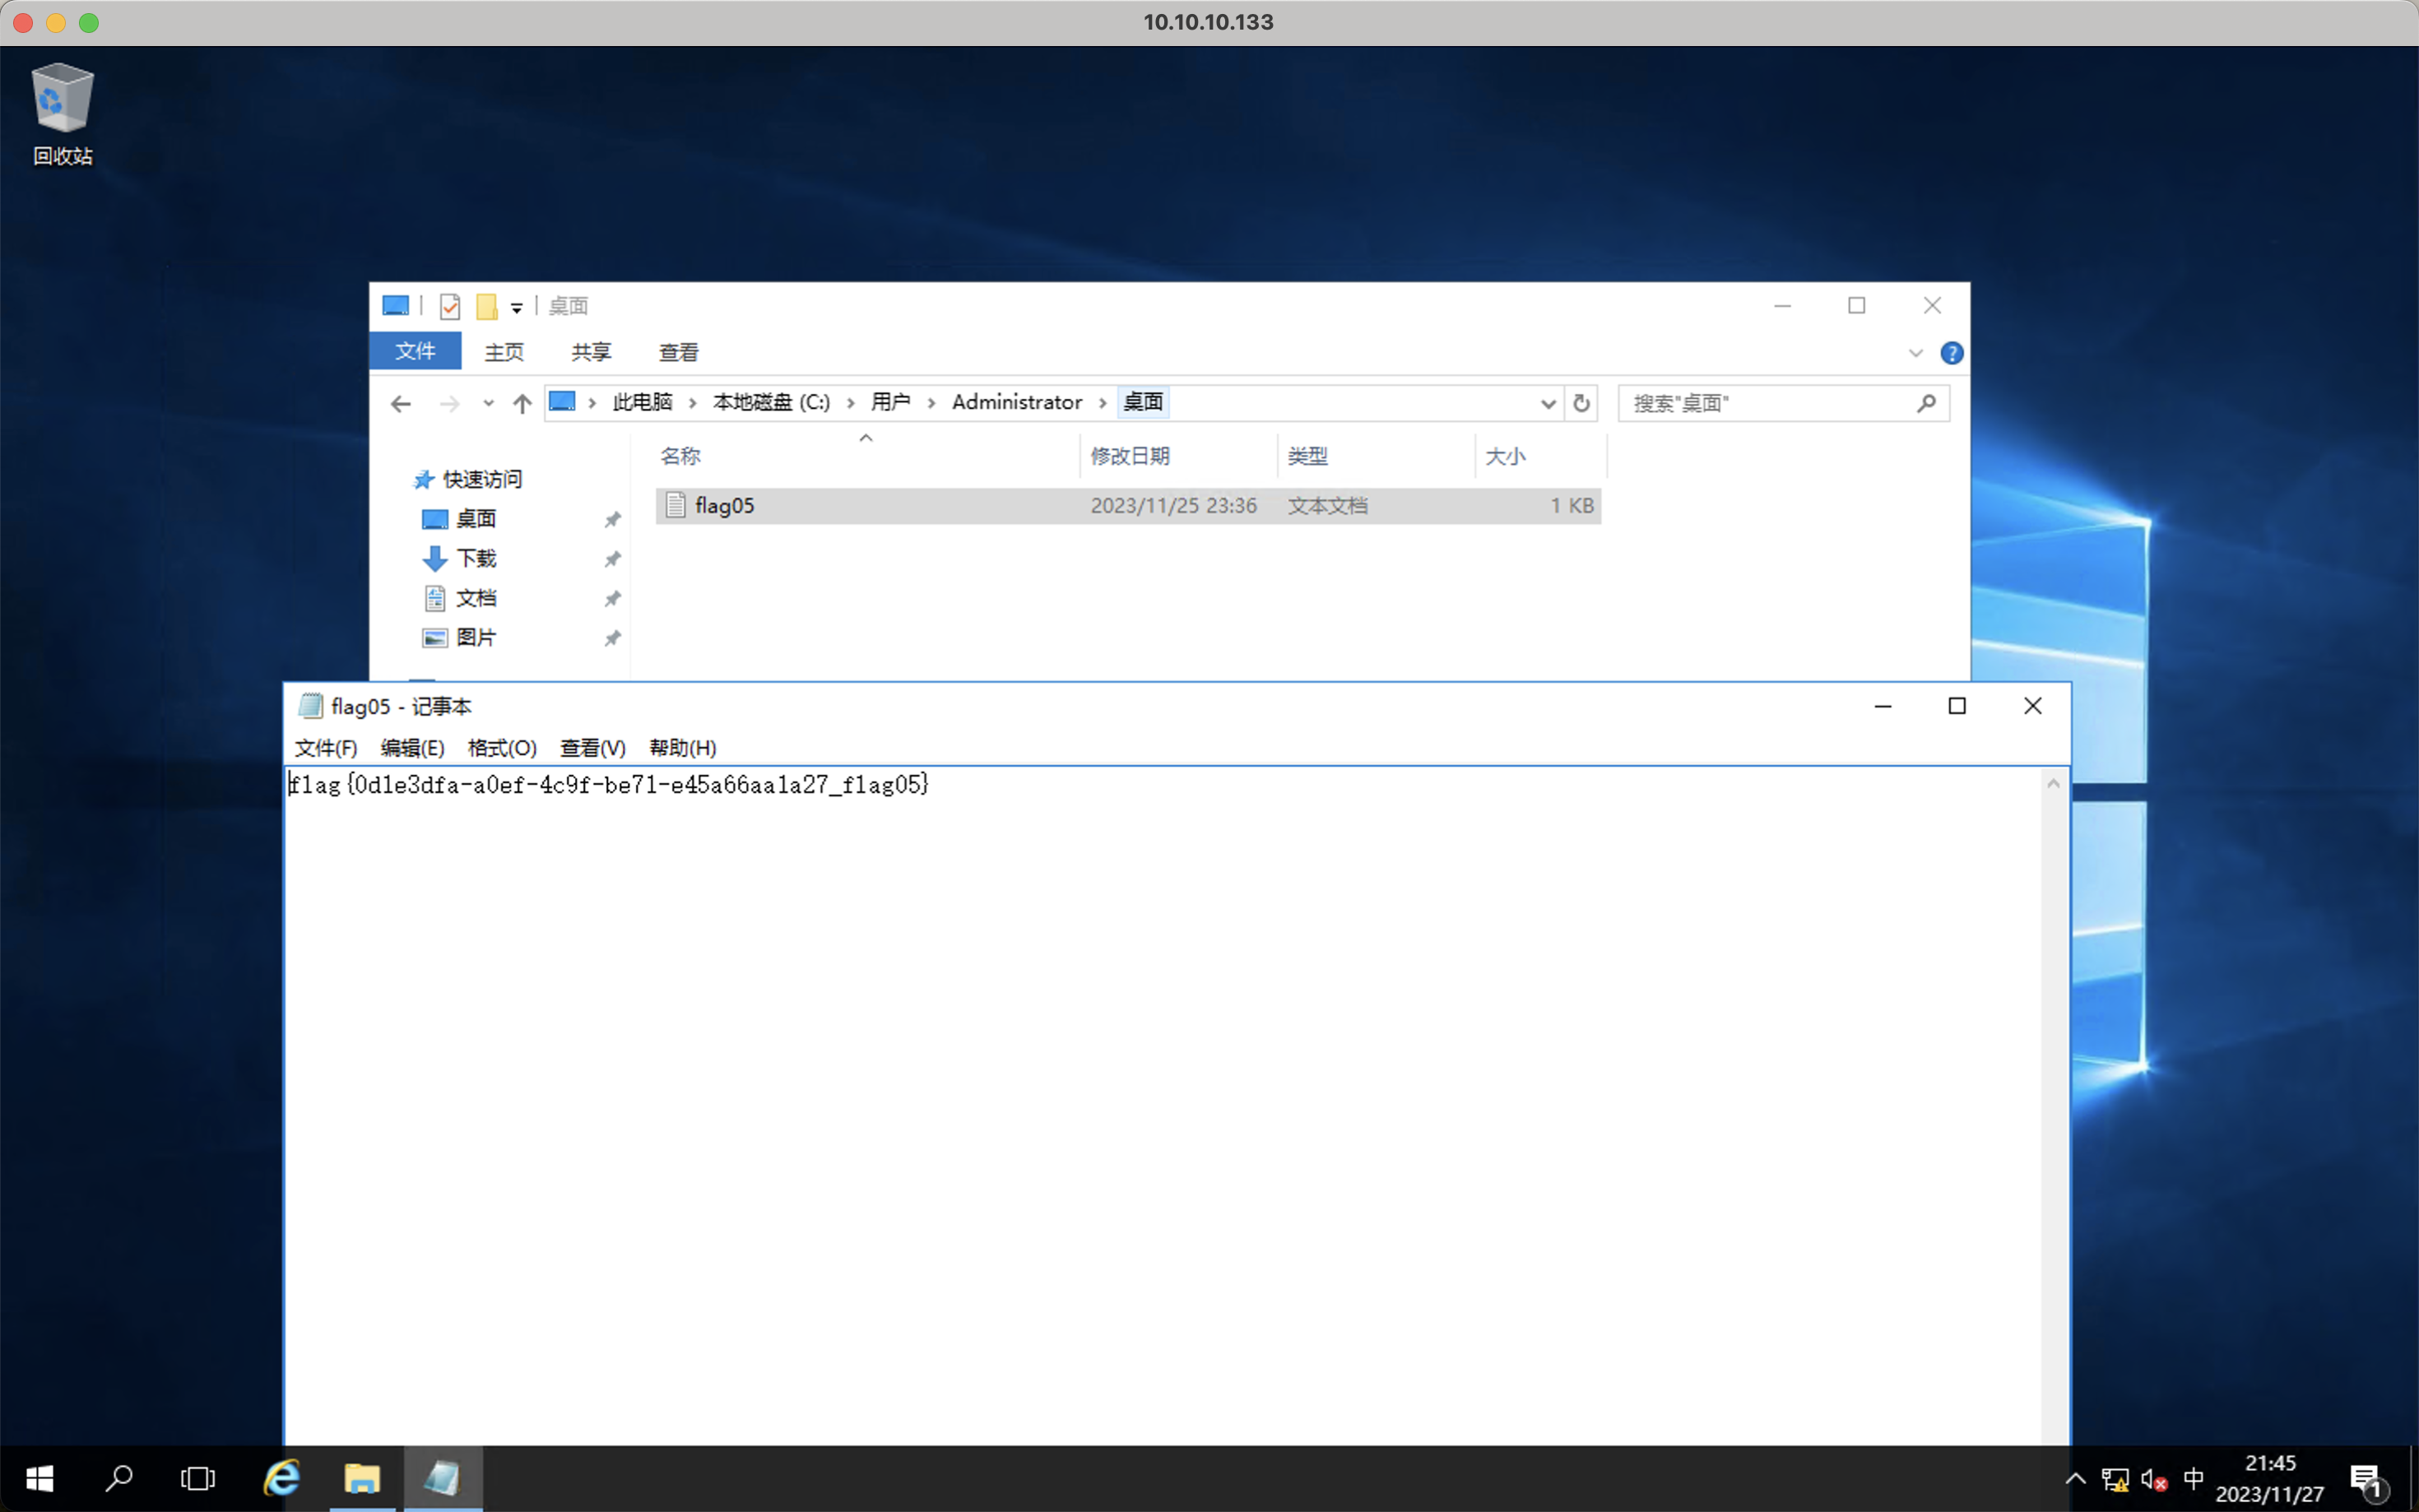 10.10.10.133
回收站
桌面
文件 主页 共享 查看
此电脑 本地磁盘 (C:) 用户 Administrator 桌面 搜索"桌面"
名称 修改日期 类型 大小
快速访问
flag05 2023/11/25 23:36 文本文档 1 KB
桌面
下载
文档
图片
flag05 - 记事本
文件(F) 编辑(E) 格式(O) 查看(V) 帮助(H)
flag{0d1e3dfa-a0ef-4c9f-be71-e45a66aa1a27_flag05}
中
21:45
2023/11/27
1